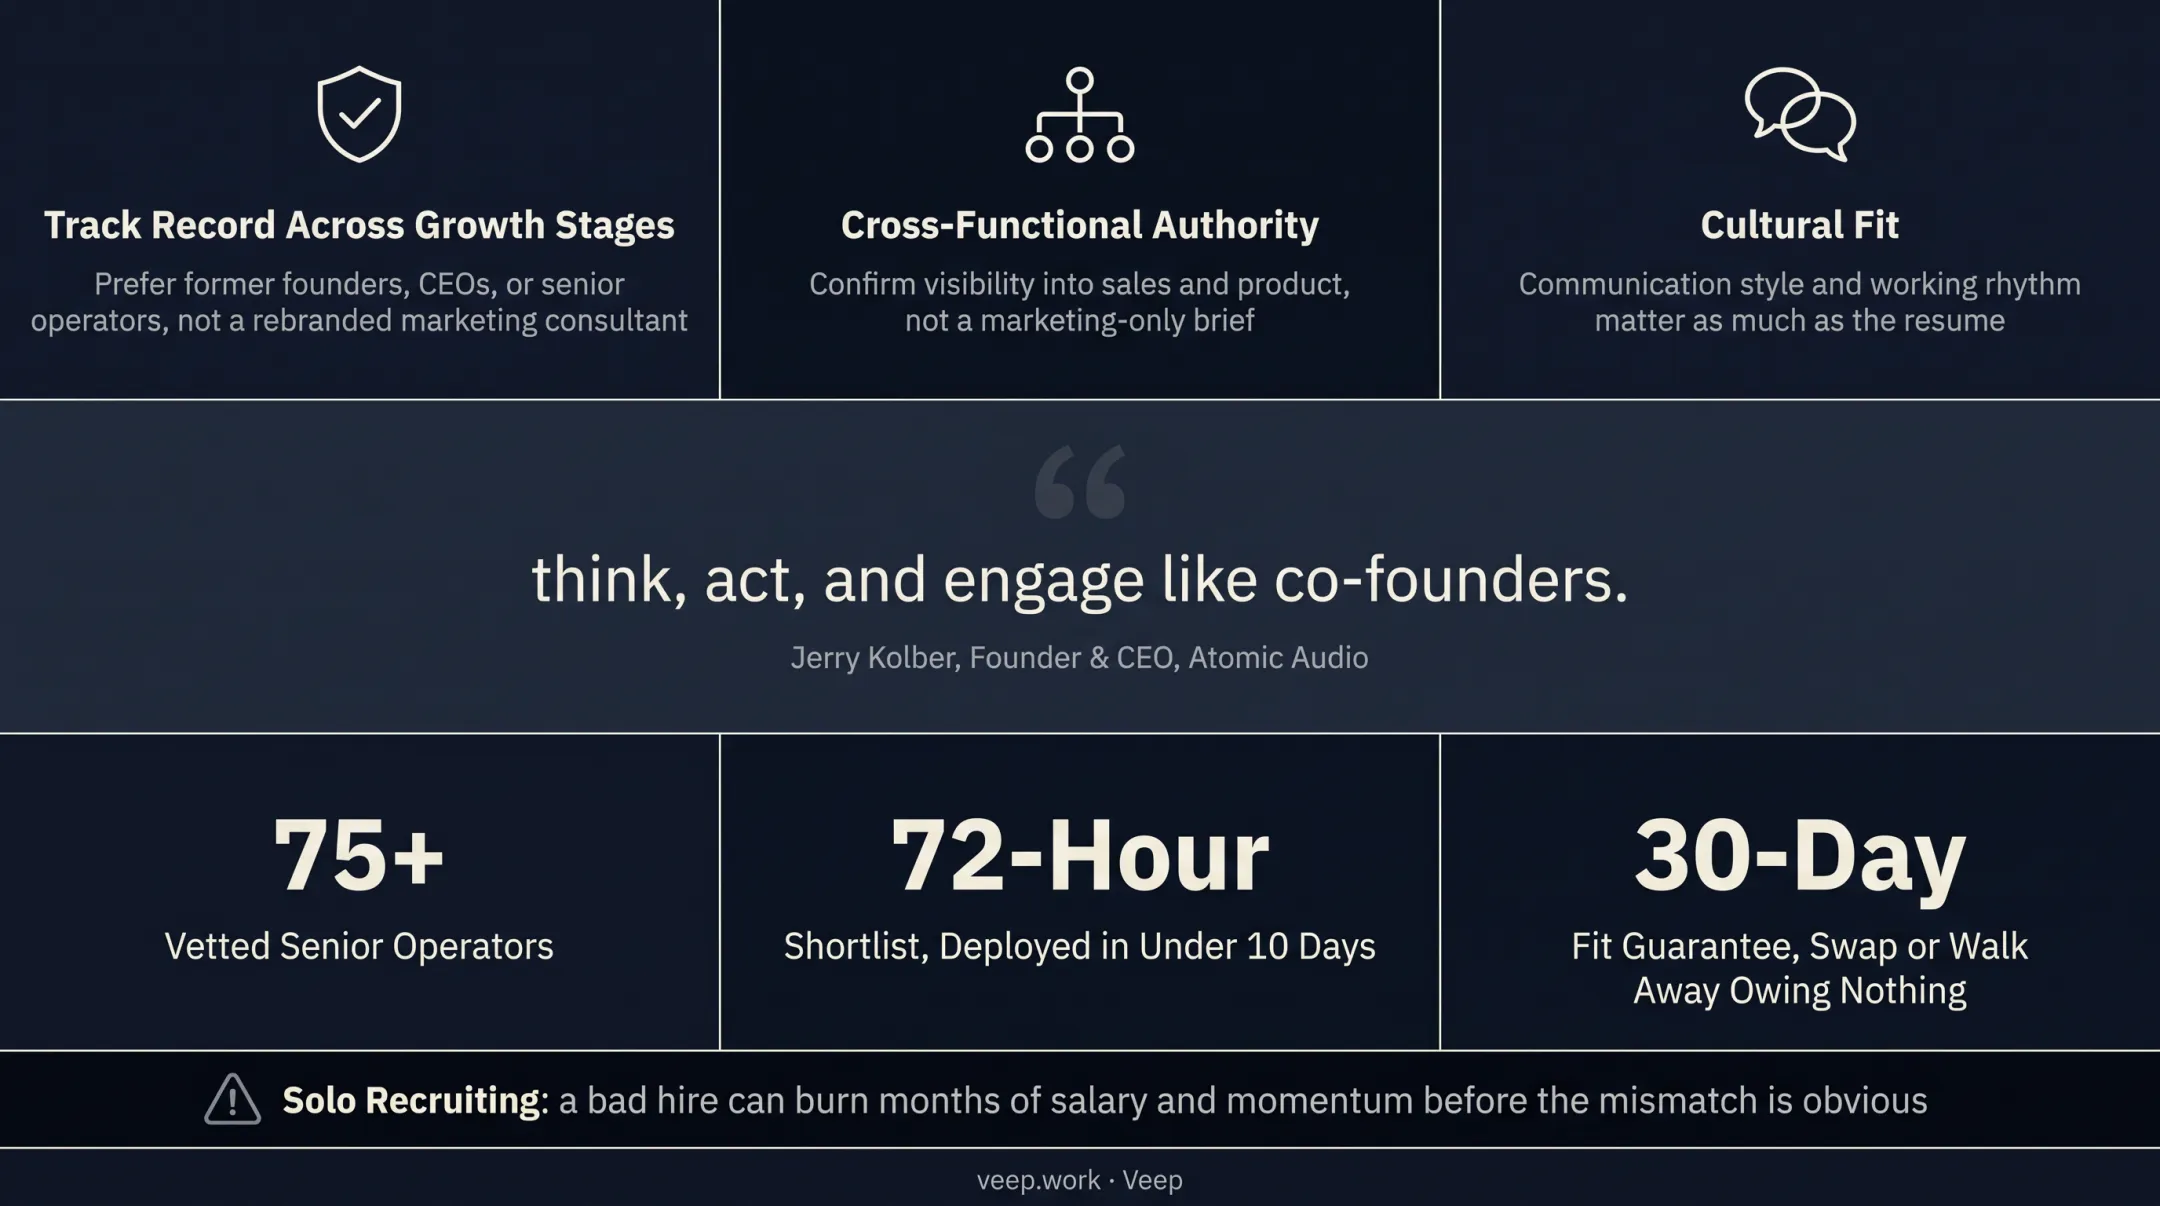 Track Record Across Growth Stages
Prefer former founders, CEOs, or senior
operators, not a rebranded marketing consultant
Cross-Functional Authority
Confirm visibility into sales and product,
not a marketing-only brief
Cultural Fit
Communication style and working rhythm
matter as much as the resume
“
think, act, and engage like co-founders.
Jerry Kolber, Founder & CEO, Atomic Audio
75+
Vetted Senior Operators
72-Hour
Shortlist, Deployed in Under 10 Days
30-Day
Fit Guarantee, Swap or Walk
Away Owing Nothing
Solo Recruiting: a bad hire can burn months of salary and momentum before the mismatch is obvious
veep.work · Veep